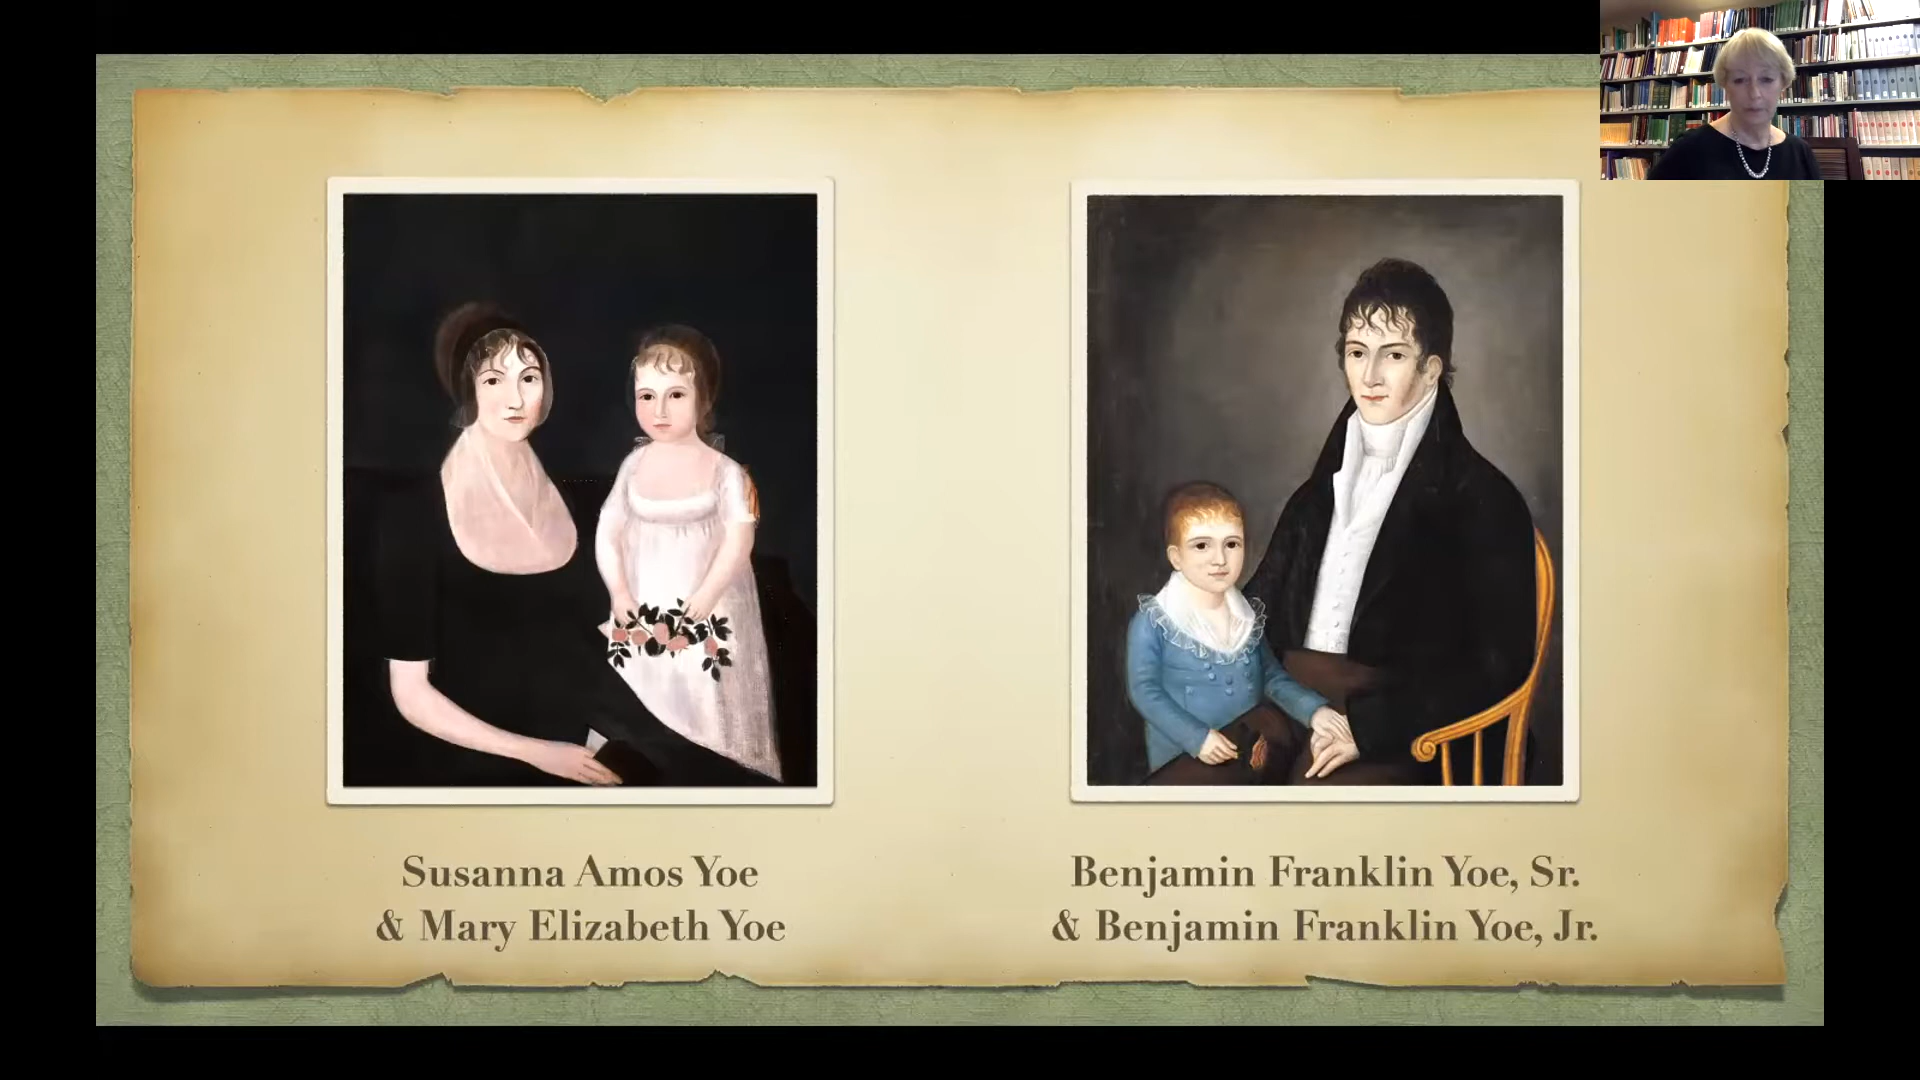 Susanna Amos Yoe
& Mary Elizabeth Yoe
Benjamin Franklin Yoe, Sr.
& Benjamin Franklin Yoe, Jr.